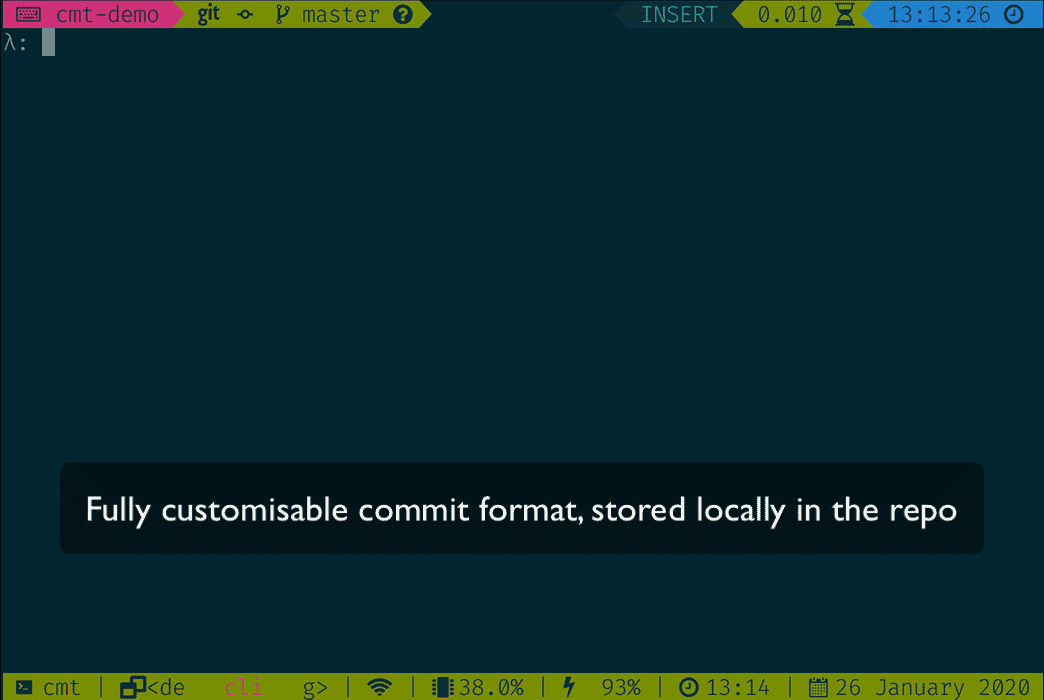 cmt-demo git master ? INSERT 0.010 13:13:26
λ:
Fully customisable commit format, stored locally in the repo
cmt | <de cli g> | | 38.0% | 93% | 13:14 | 26 January 2020